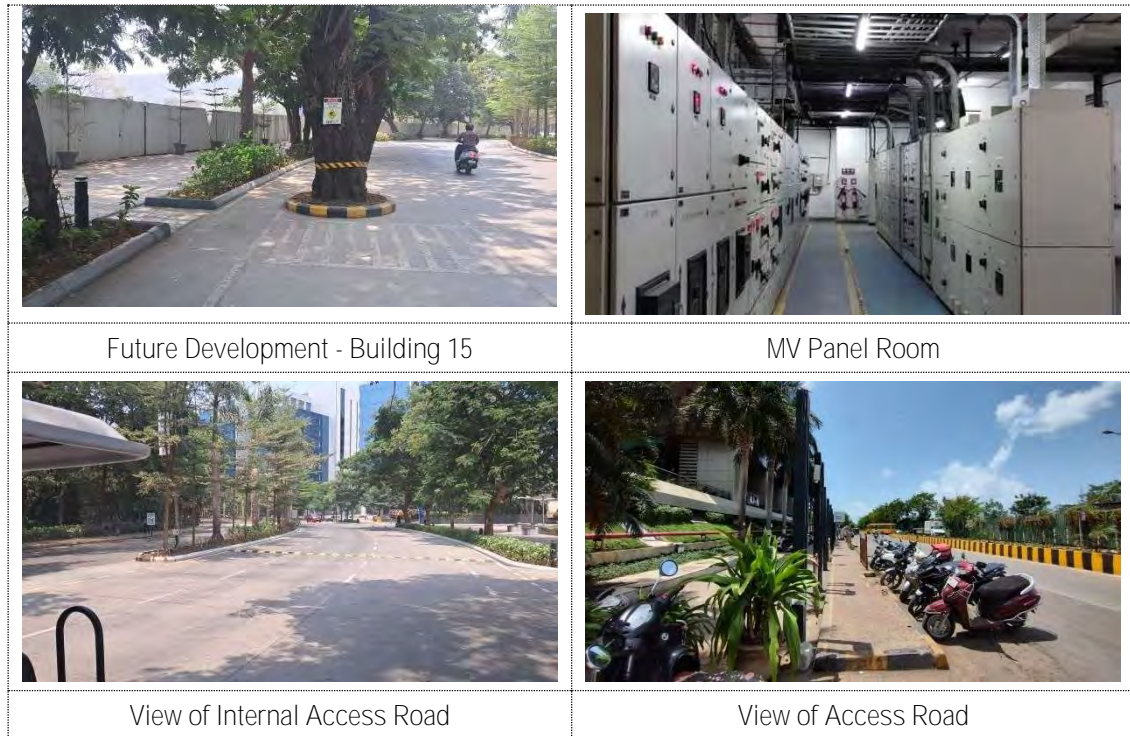 Future Development - Building 15
MV Panel Room
View of Internal Access Road
View of Access Road